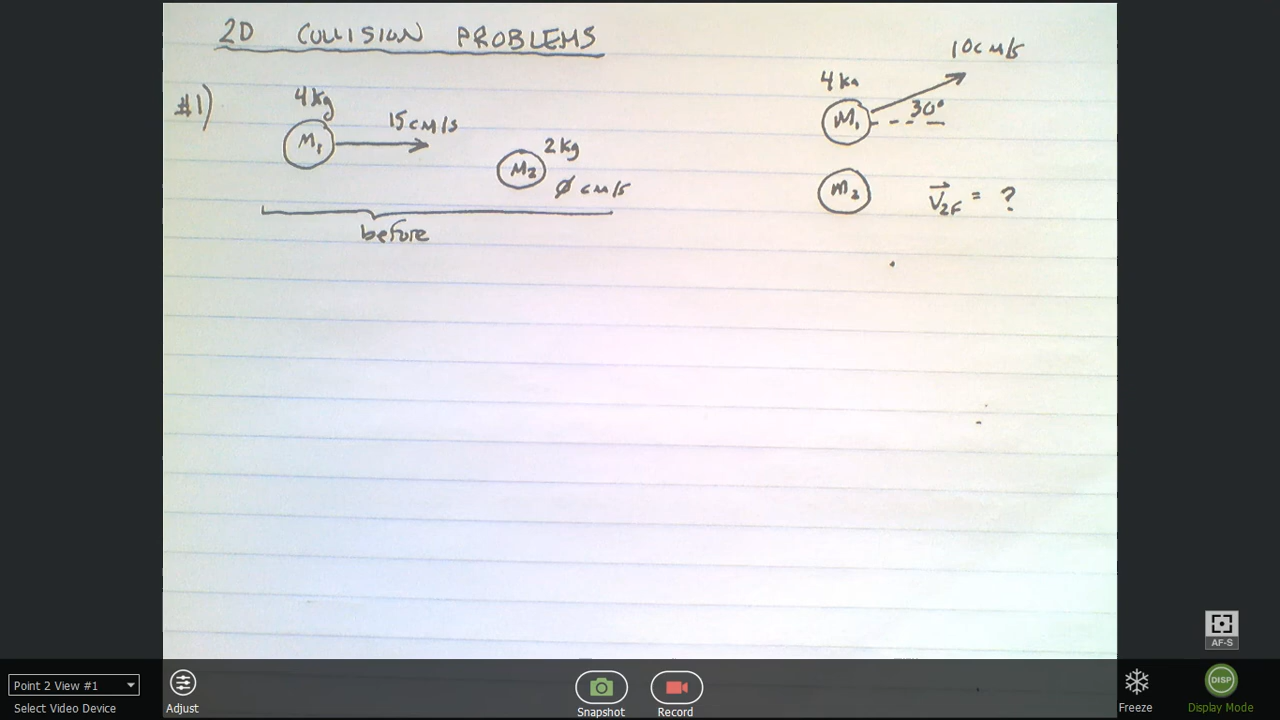 2D COLLISION PROBLEMS
#1)
4kg
M₁
15cm/s
M₂
2kg
Ø cm/s
before
10cm/s
4kg
M₁
30°
M₂
V⃗₂F = ?
AF-S
Point 2 View #1
Select Video Device
Adjust
Snapshot
Record
Freeze
DISP
Display Mode